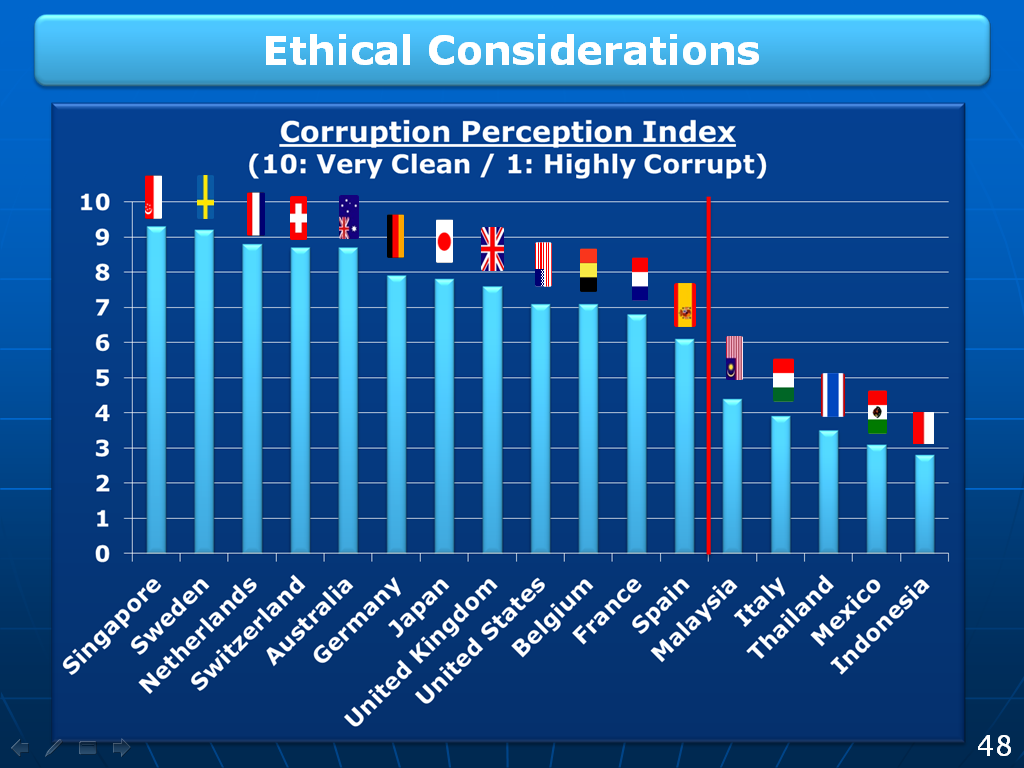 Ethical Considerations
Corruption Perception Index
(10: Very Clean / 1: Highly Corrupt)
10
9
8
7
6
5
4
3
2
1
0
Singapore
Sweden
Netherlands
Switzerland
Australia
Germany
Japan
United Kingdom
United States
Belgium
France
Spain
Malaysia
Italy
Thailand
Mexico
Indonesia
48